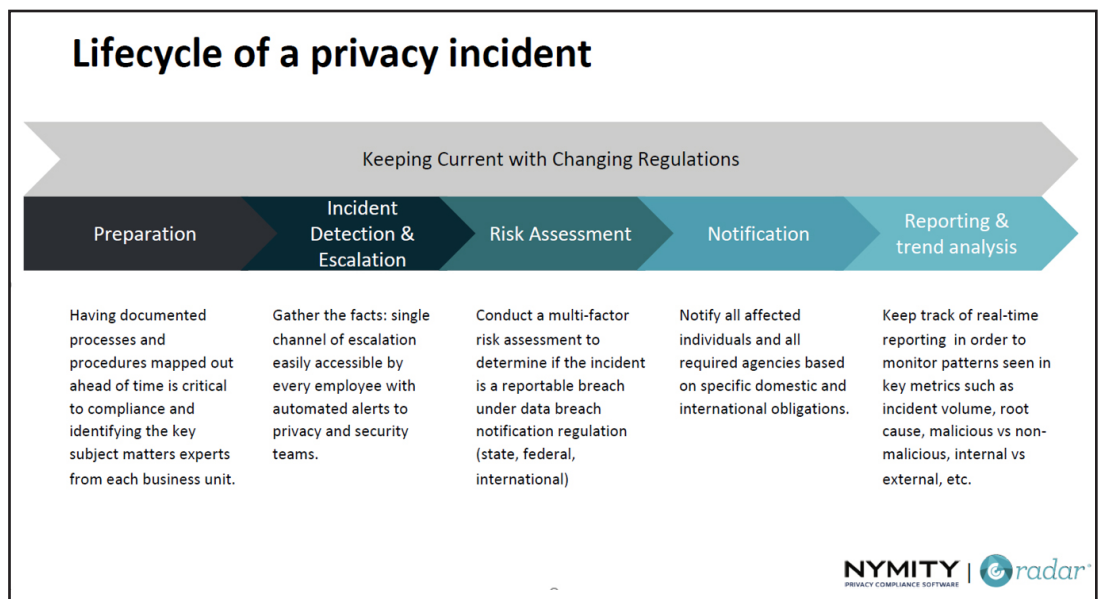 Lifecycle of a privacy incident
Keeping Current with Changing Regulations
Preparation
Incident
Detection &
Escalation
Risk Assessment
Notification
Reporting &
trend analysis
Having documented
processes and
procedures mapped out
ahead of time is critical
to compliance and
identifying the key
subject matters experts
from each business unit.
Gather the facts: single
channel of escalation
easily accessible by
every employee with
automated alerts to
privacy and security
teams.
Conduct a multi-factor
risk assessment to
determine if the incident
is a reportable breach
under data breach
notification regulation
(state, federal,
international)
Notify all affected
individuals and all
required agencies based
on specific domestic and
international obligations.
Keep track of real-time
reporting in order to
monitor patterns seen in
key metrics such as
incident volume, root
cause, malicious vs non-
malicious, internal vs
external, etc.
NYMITY | radar
PRIVACY COMPLIANCE SOFTWARE